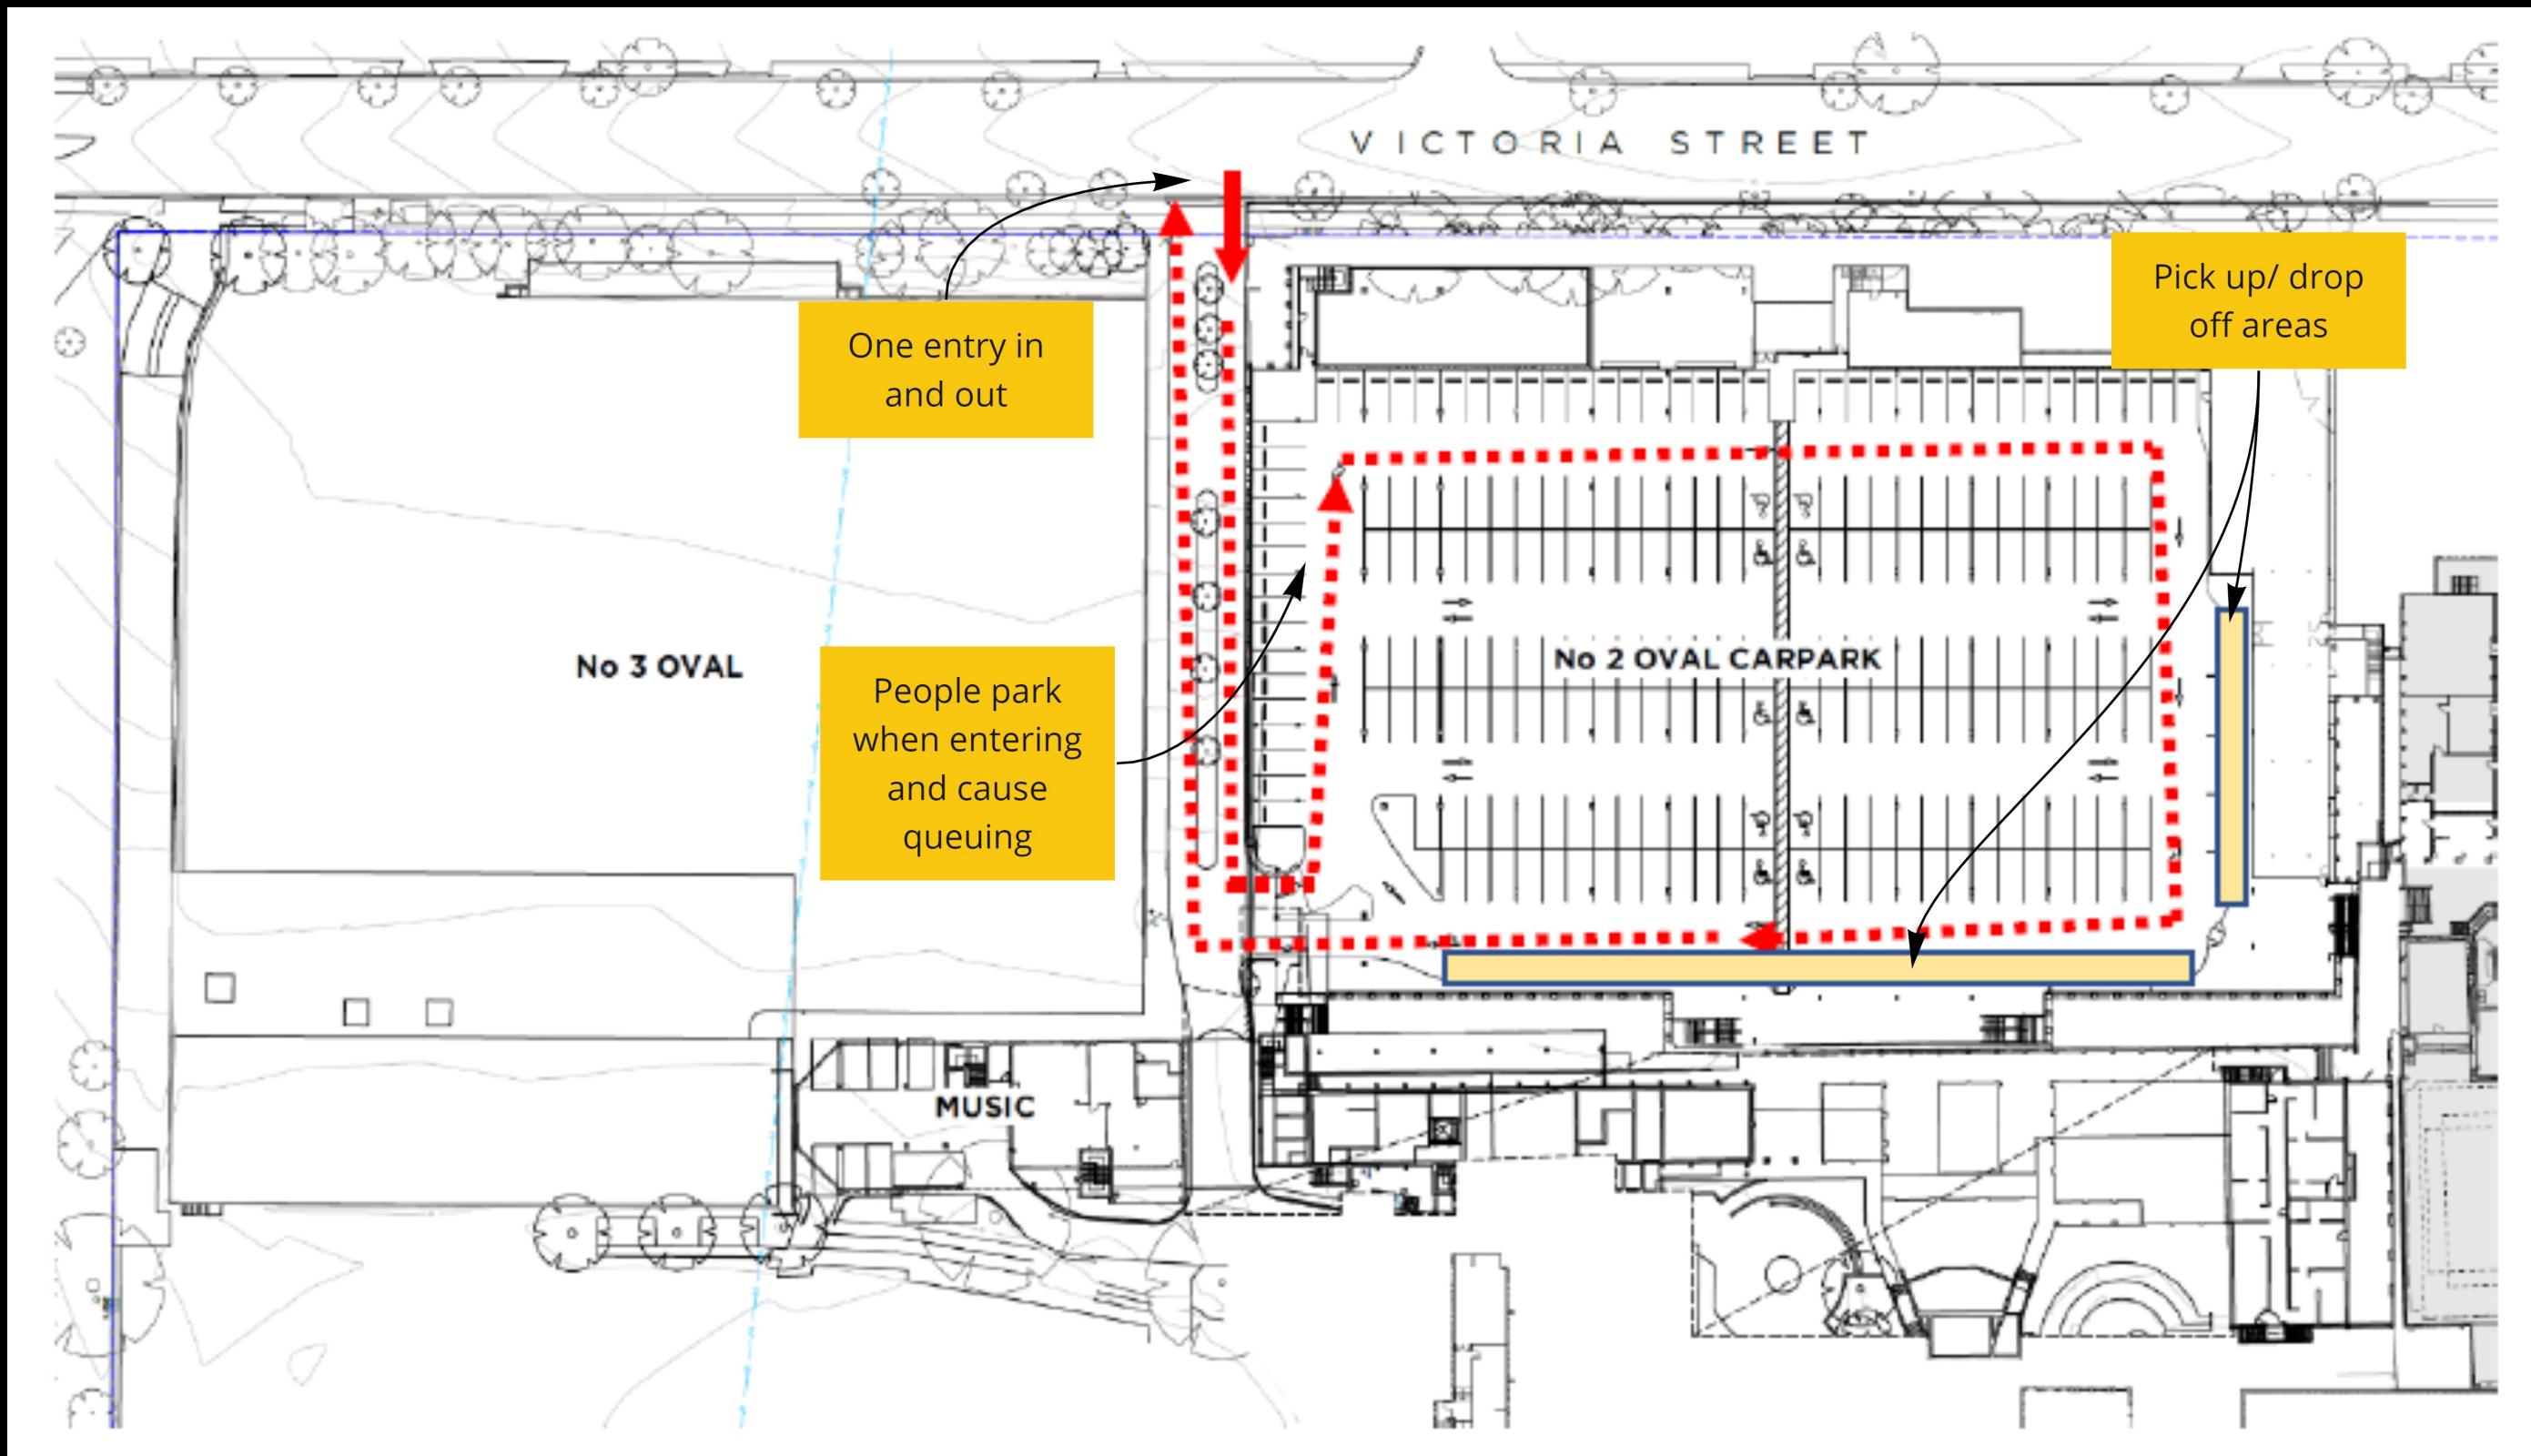 VICTORIA STREET
Pick up/ drop
off areas
One entry in
and out
No 3 OVAL
No 2 OVAL CARPARK
People park
when entering
and cause
queuing
MUSIC